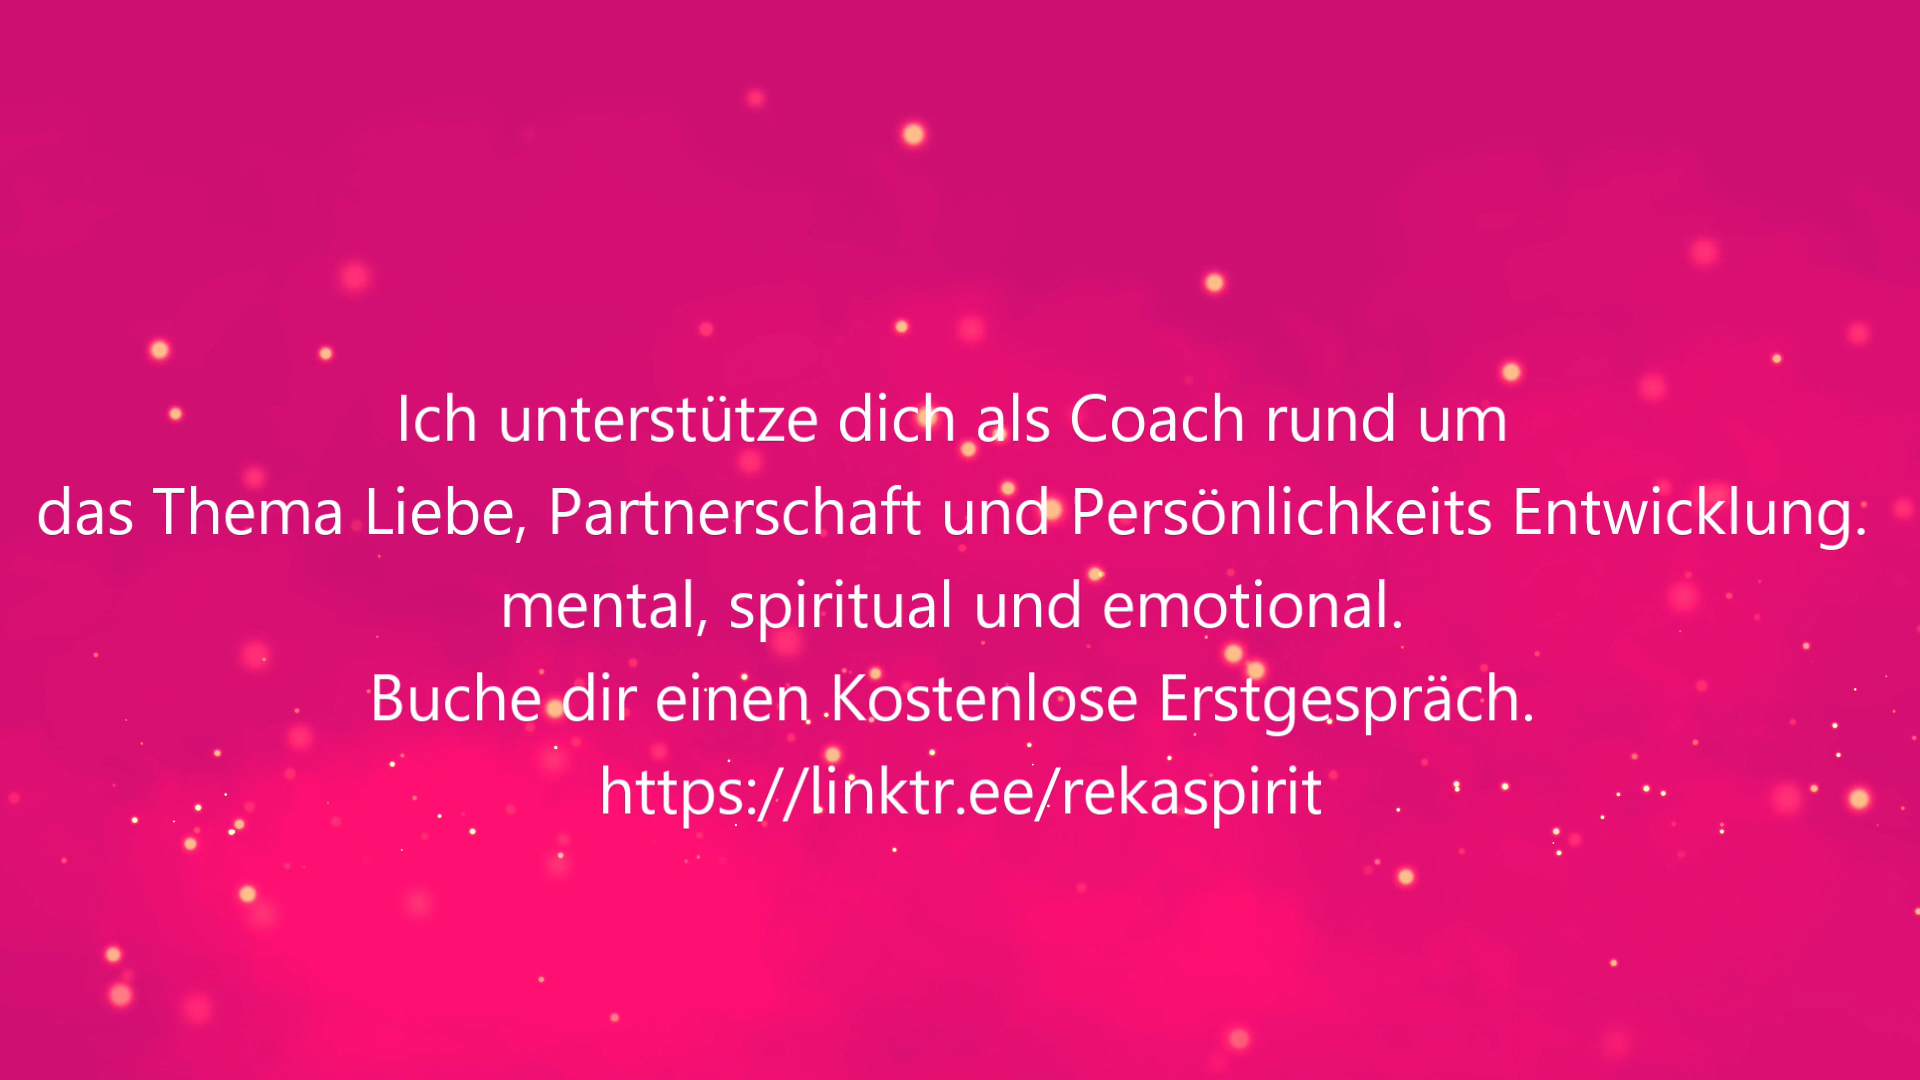 Ich unterstütze dich als Coach rund um
das Thema Liebe, Partnerschaft und Persönlichkeits Entwicklung.
mental, spiritual und emotional.
Buche dir einen Kostenlose Erstgespräch.
https://linktr.ee/rekaspirit